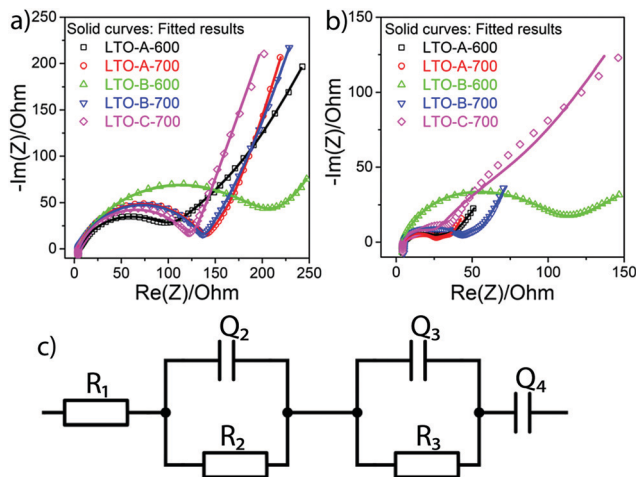 a)
Solid curves: Fitted results
LTO-A-600
LTO-A-700
LTO-B-600
LTO-B-700
LTO-C-700
250
200
150
100
50
0
0 50 100 150 200 250
-Im(Z)/Ohm
Re(Z)/Ohm
b)
Solid curves: Fitted results
LTO-A-600
LTO-A-700
LTO-B-600
LTO-B-700
LTO-C-700
150
100
50
0
0 50 100 150
-Im(Z)/Ohm
Re(Z)/Ohm
c)
R1
Q2
R2
Q3
R3
Q4